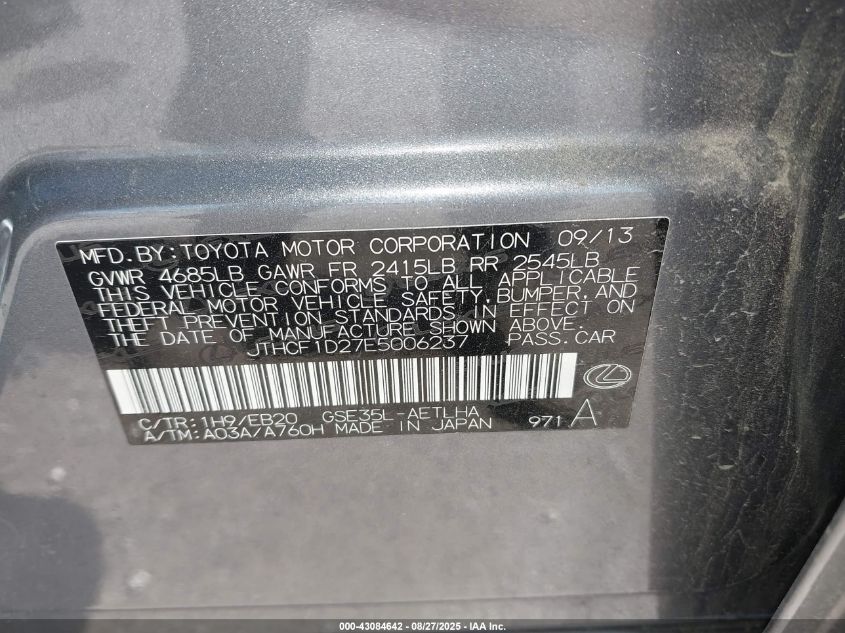 MFD.BY:TOYOTA MOTOR CORPORATION 09/13
GVWR 4685LB GAWR FR 2415LB RR 2545LB
THIS VEHICLE CONFORMS TO ALL APPLICABLE
FEDERAL MOTOR VEHICLE SAFETY,BUMPER,AND
THEFT PREVENTION STANDARDS IN EFFECT ON
THE DATE OF MANUFACTURE SHOWN ABOVE.
JTHCF1D27E5006237 PASS.CAR
C/TR:1H9/EB20 GSE35L-AETLHA
A/TM:A03A/A760H MADE IN JAPAN 971 A
000-43084642 - 08/27/2025 - IAA Inc.